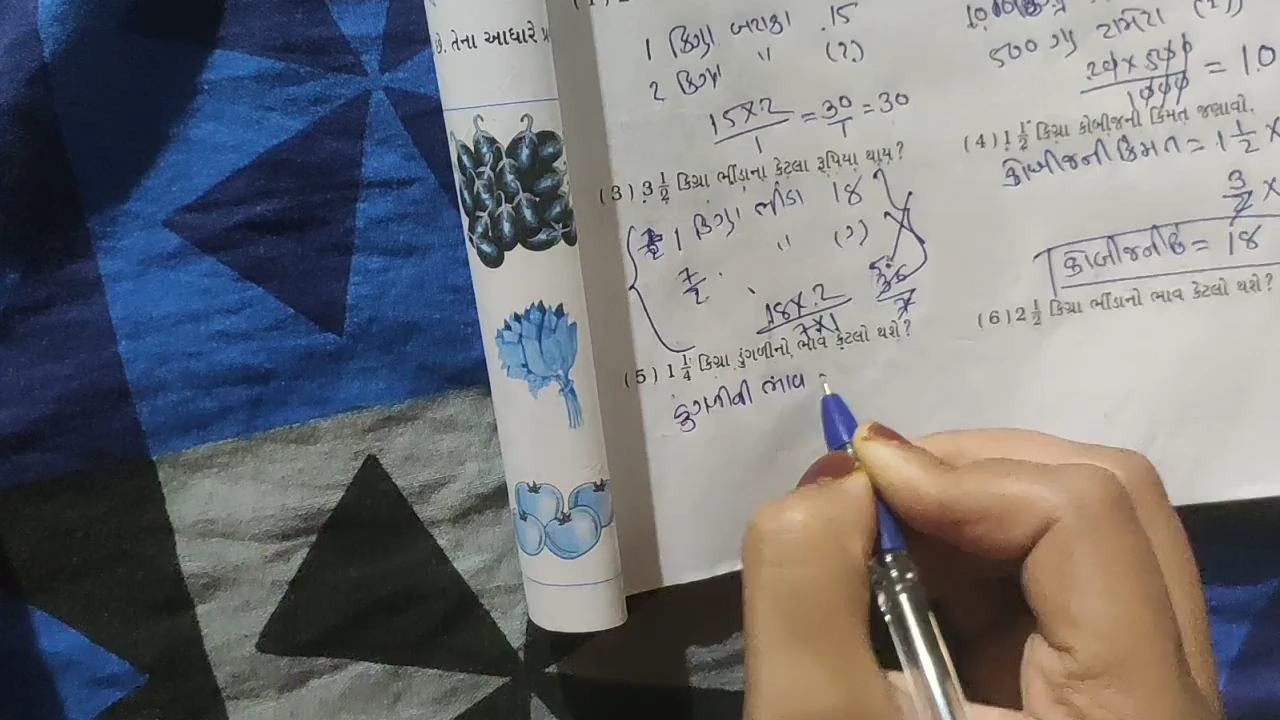 છે. તેના આધારે પ્ર
1 કિગ્રા બટાકા 15
2 કિગ્રા " (?)
15×2/1 = 30/1 = 30
500 ગ્રા ટામેટા (?)
20 × 500/1000 = 10
(3) 3 1/2 કિગ્રા ભીંડાના કેટલા રૂપિયા થાય?
1 કિગ્રા ભીંડા 18
7/2 " (?)
18×2/7×1
36/7
(4) 1 1/2 કિગ્રા કોબીજની કિંમત જણાવો.
કોબીજની કિંમત = 1 1/2 ×
3/2 ×
કોબીજની કિં = 18
(5) 1 1/4 કિગ્રા ડુંગળીનો ભાવ કેટલો થશે?
ડુંગળીની ભાવ
(6) 2 1/2 કિગ્રા ભીંડાનો ભાવ કેટલો થશે?